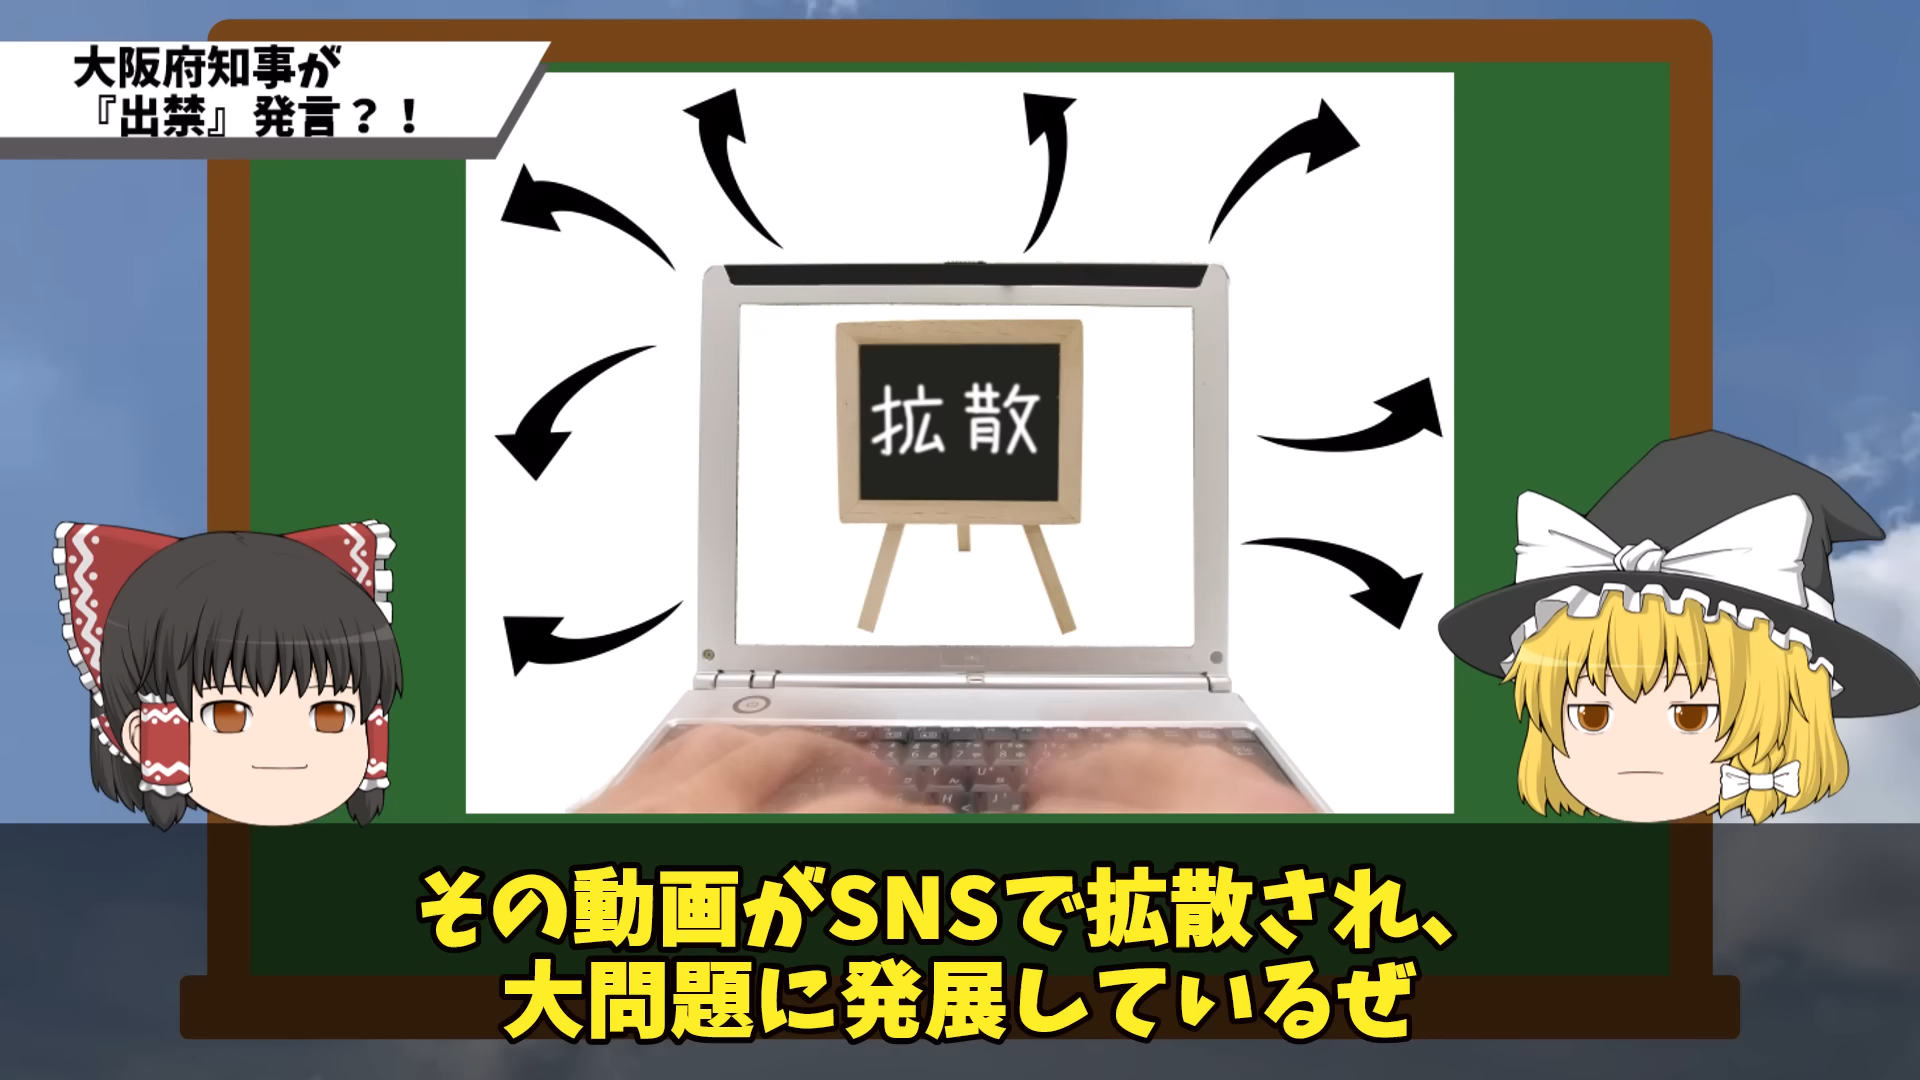 大阪府知事が
『出禁』発言？！
拡散
その動画がSNSで拡散され、
大問題に発展しているぜ